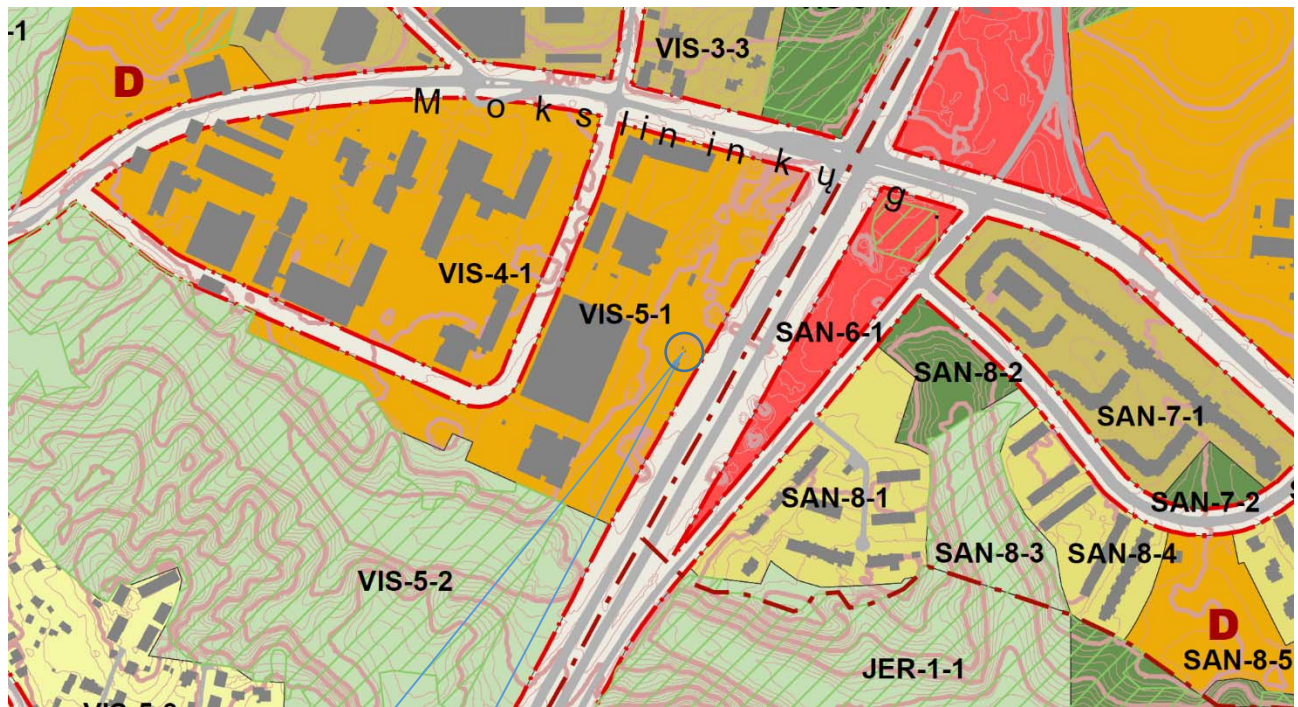 -1
VIS-3-3
D
Mokslininkų g.
VIS-4-1
VIS-5-1
SAN-6-1
SAN-8-2
SAN-7-1
SAN-8-1
SAN-7-2
SAN-8-3
SAN-8-4
VIS-5-2
D
JER-1-1
SAN-8-5